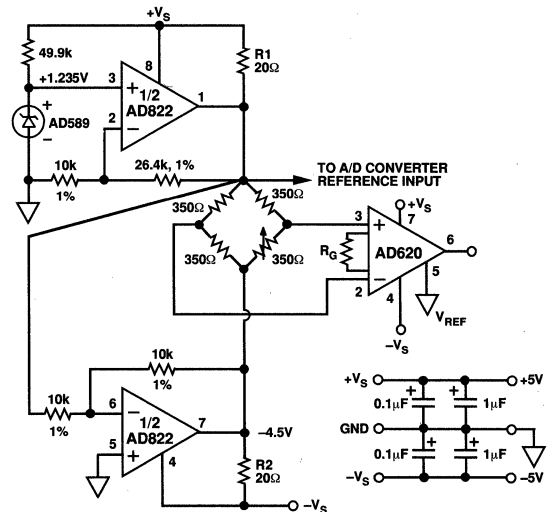 +VS
49.9k
R1
20Ω
+1.235V
3
8
+
1/2
AD822
1
AD589
+
−
2
−
10k
1%
26.4k, 1%
TO A/D CONVERTER
REFERENCE INPUT
350Ω
350Ω
350Ω
350Ω
3
+
+VS
7
RG
AD620
6
2
−
5
4
VREF
−VS
10k
1%
10k
1%
6
−
1/2
AD822
7
−4.5V
5
+
4
R2
20Ω
−VS
+VS
+5V
+
+
0.1μF
1μF
GND
+
+
0.1μF
1μF
−VS
−5V